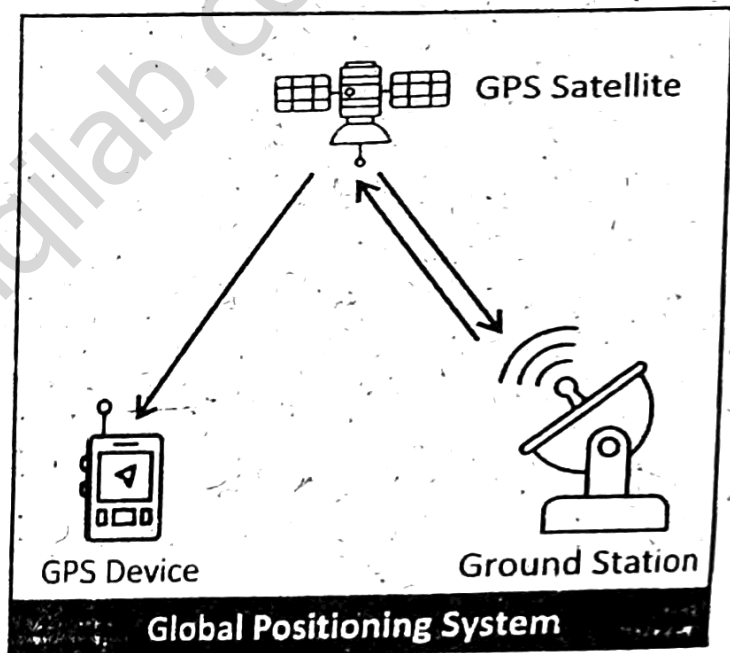 GPS Satellite
GPS Device
Ground Station
Global Positioning System